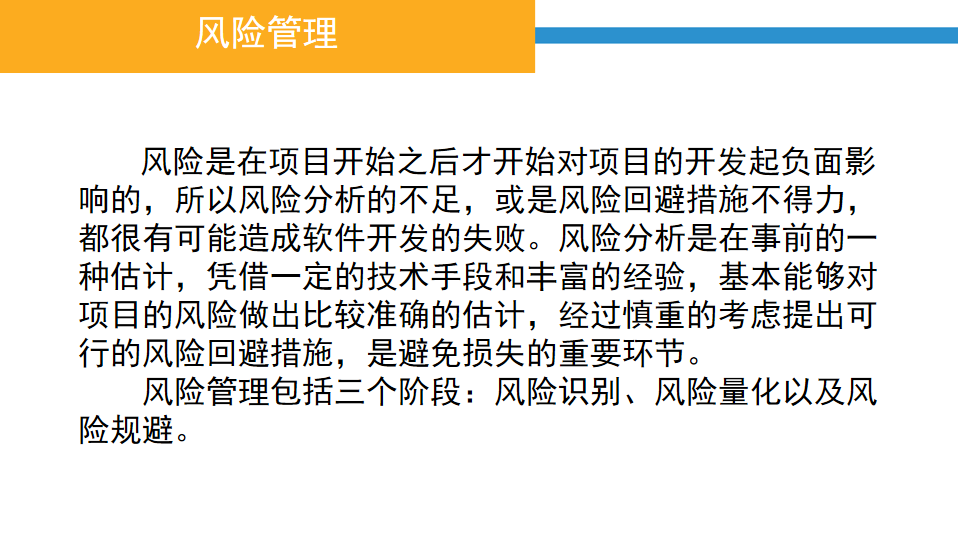 风险管理
风险是在项目开始之后才开始对项目的开发起负面影
响的，所以风险分析的不足，或是风险回避措施不得力，
都很有可能造成软件开发的失败。风险分析是在事前的一
种估计，凭借一定的技术手段和丰富的经验，基本能够对
项目的风险做出比较准确的估计，经过慎重的考虑提出可
行的风险回避措施，是避免损失的重要环节。
风险管理包括三个阶段：风险识别、风险量化以及风
险规避。